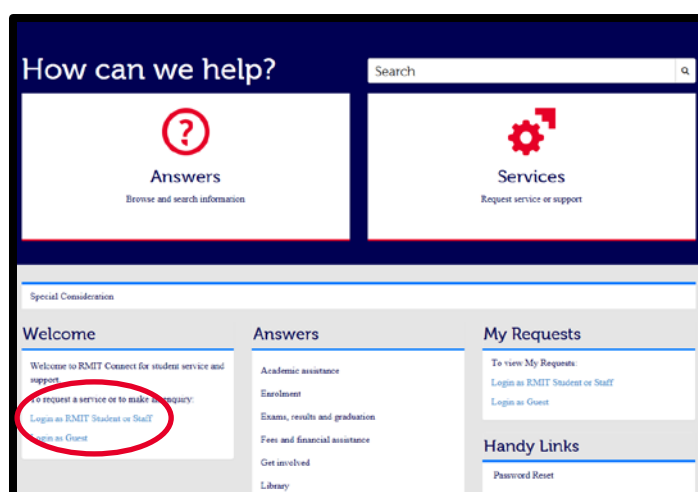 How can we help?
Search
Answers
Browse and search information
Services
Request service or support
Special Consideration
Welcome
Welcome to RMIT Connect for student service and
support.
To request a service or to make an enquiry:
Login as RMIT Student or Staff
Login as Guest
Answers
Academic assistance
Enrolment
Exams, results and graduation
Fees and financial assistance
Get involved
Library
My Requests
To view My Requests:
Login as RMIT Student or Staff
Login as Guest
Handy Links
Password Reset